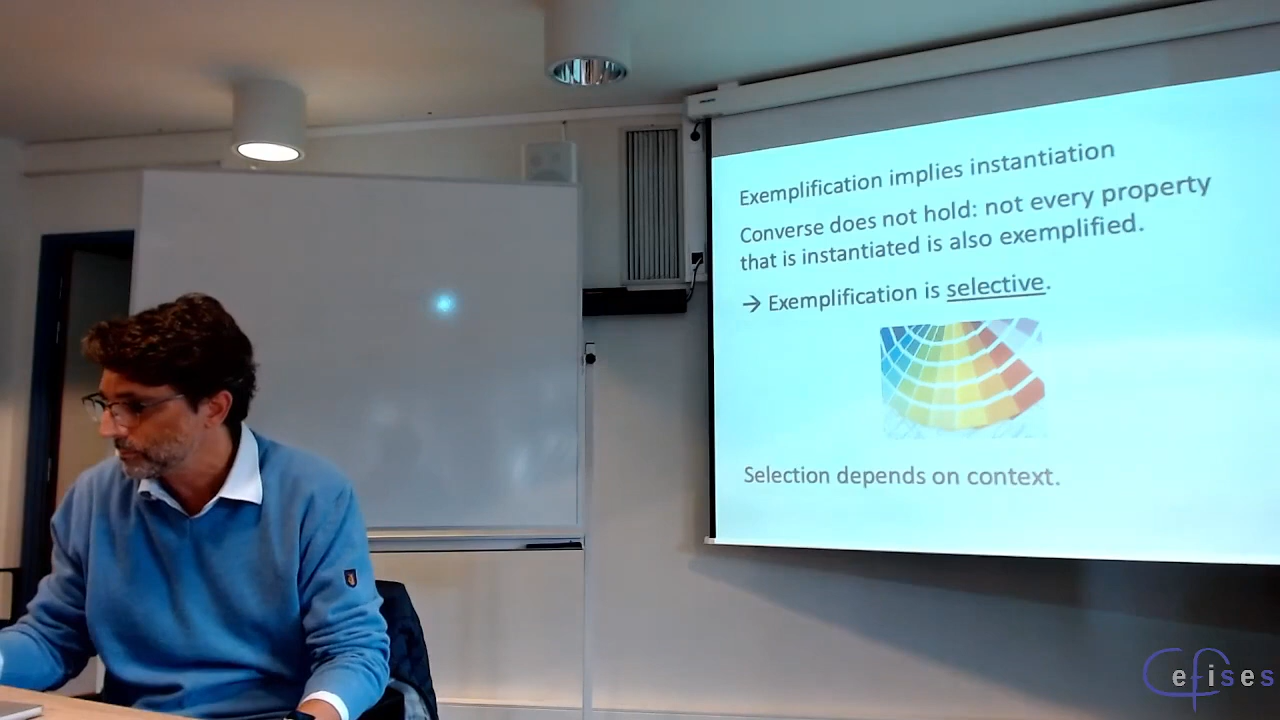 Exemplification implies instantiation
Converse does not hold: not every property
that is instantiated is also exemplified.
→ Exemplification is selective.
Selection depends on context.
Cefises